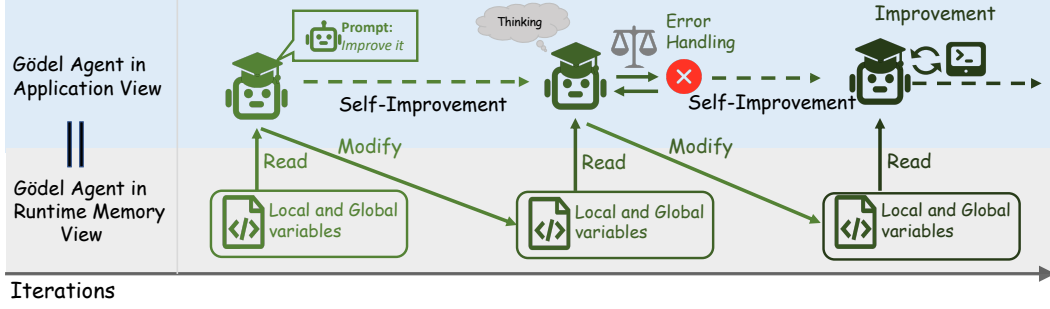 Gödel Agent in
Application View
Prompt:
Improve it
Self-Improvement
Thinking
Error
Handling
Self-Improvement
Improvement
Gödel Agent in
Runtime Memory
View
Read
Modify
Read
Modify
Read
Local and Global
variables
</>
Local and Global
variables
</>
Local and Global
variables
</>
Iterations